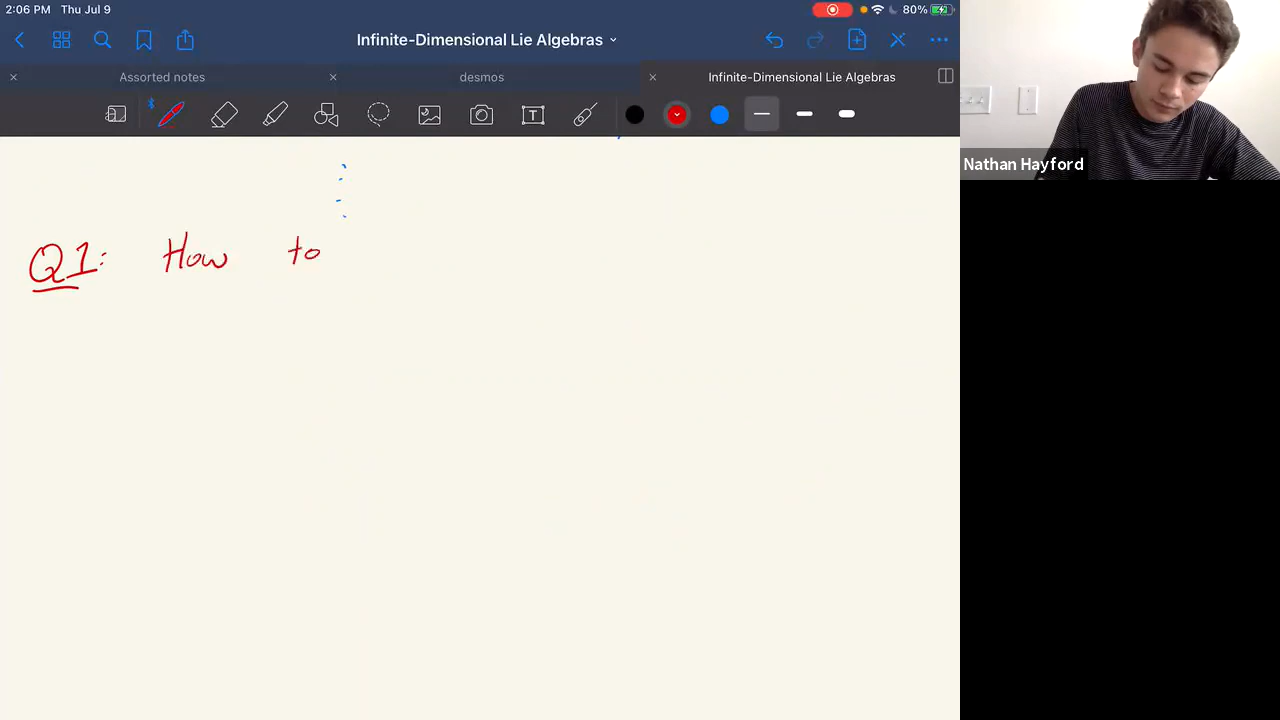 2:06 PM Thu Jul 9
80%
Infinite-Dimensional Lie Algebras
Assorted notes
desmos
Infinite-Dimensional Lie Algebras
T
Nathan Hayford
Q1: How to